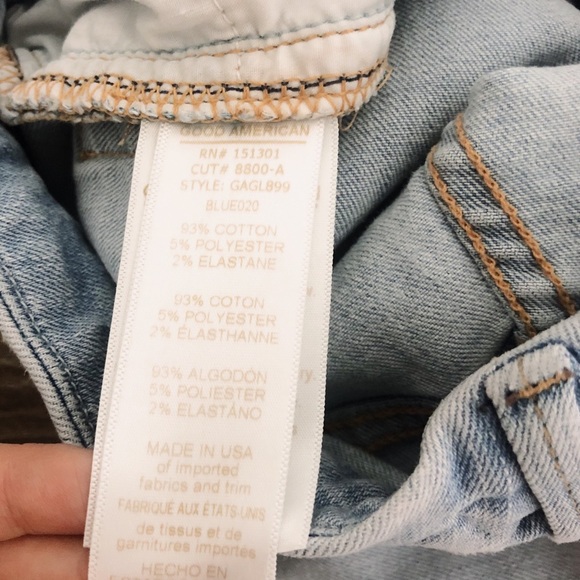 GOOD AMERICAN
RN# 151301
CUT# 8800-A
STYLE: GAGL899
BLUE020
93% COTTON
5% POLYESTER
2% ELASTANE
93% COTON
5% POLYESTER
2% ÉLASTHANNE
93% ALGODÓN
5% POLIESTER
2% ELASTÁNO
MADE IN USA
of imported
fabrics and trim
FABRIQUÉ AUX ÉTATS-UNIS
de tissus et de
garnitures importés
HECHO EN